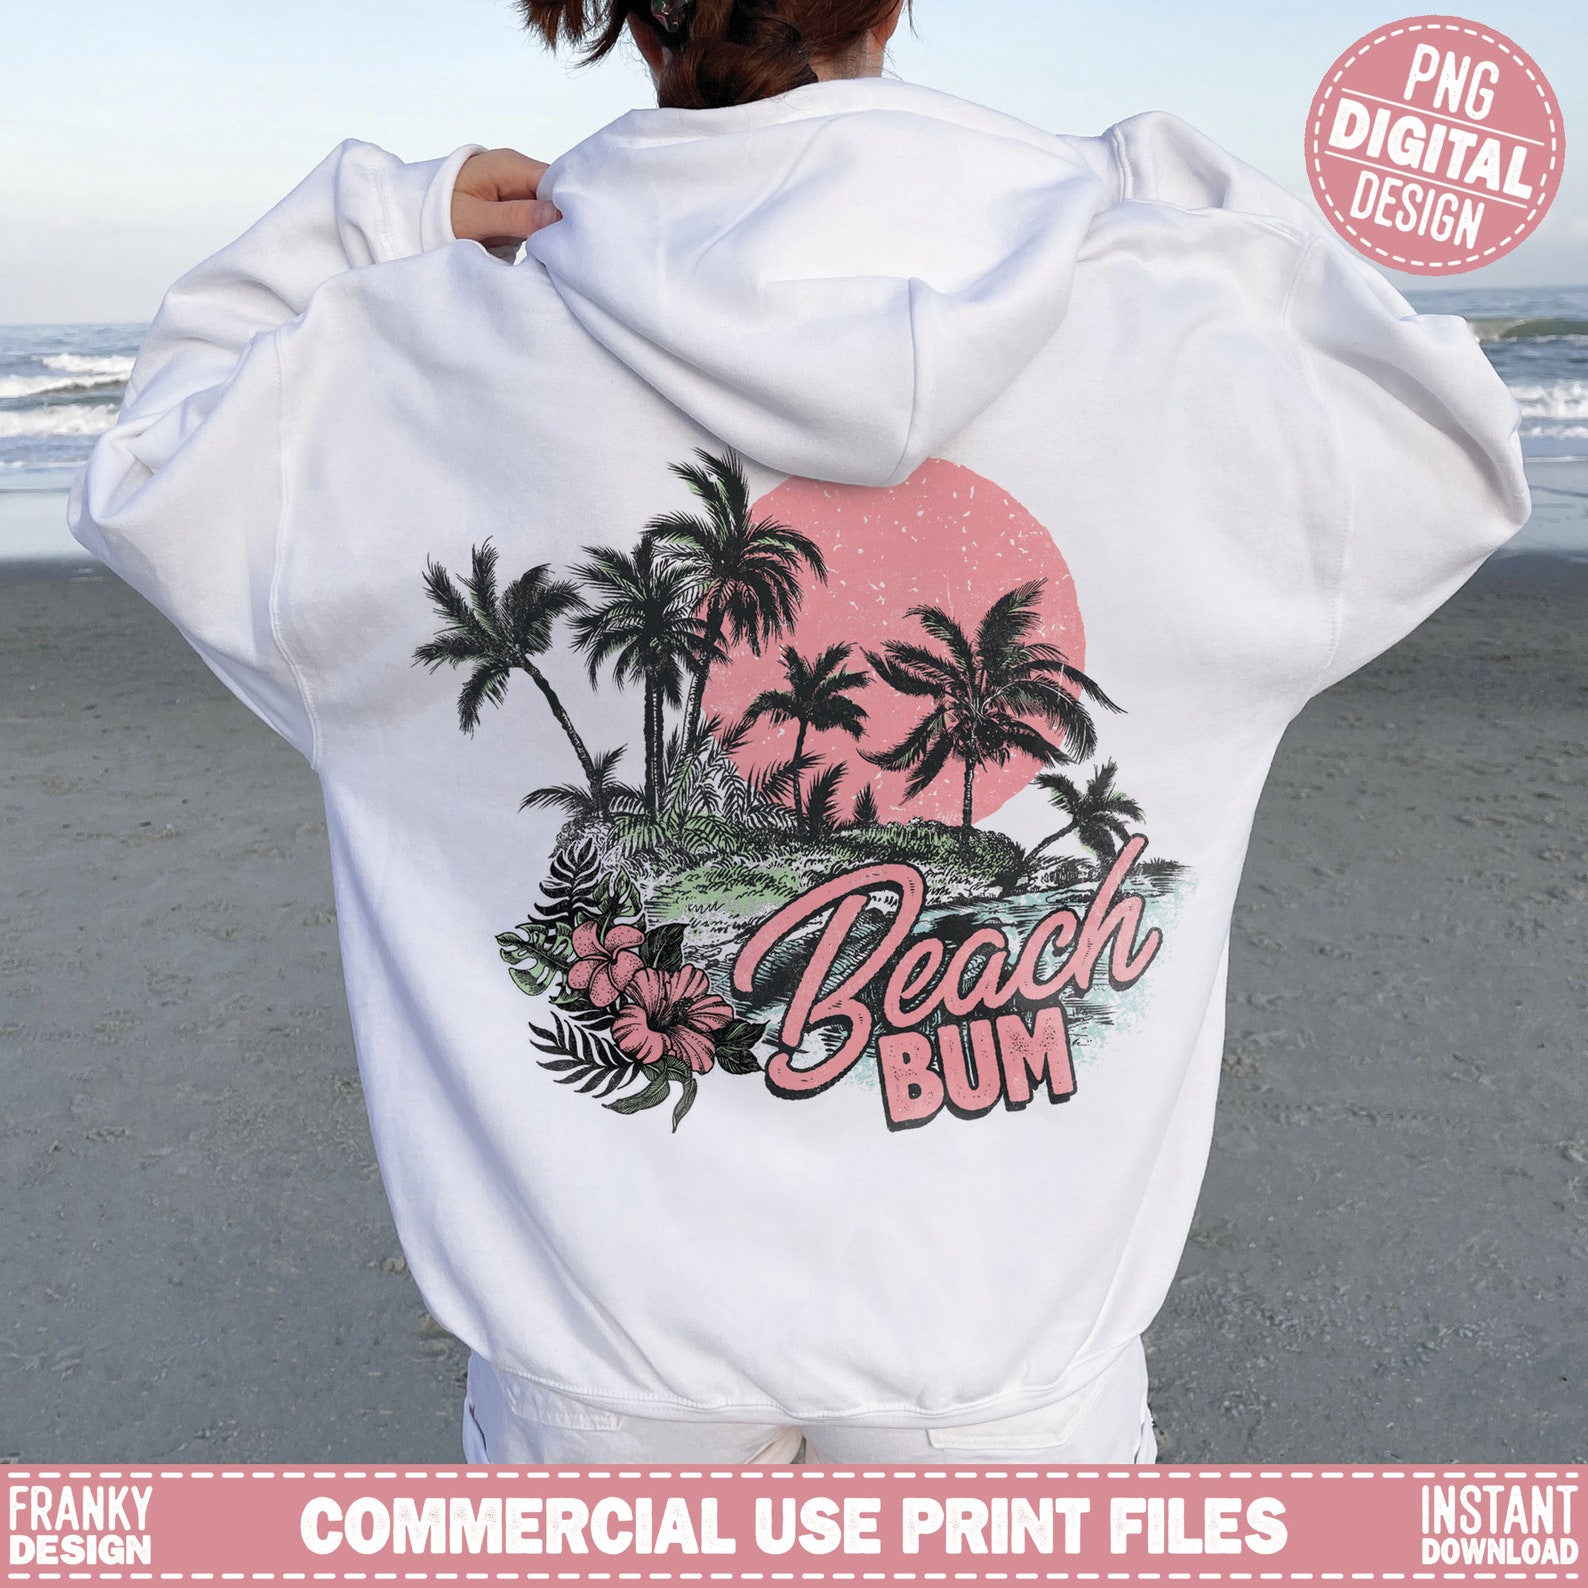 PNG
DIGITAL
DESIGN
Beach
BUM
FRANKY
DESIGN
COMMERCIAL USE PRINT FILES
INSTANT
DOWNLOAD